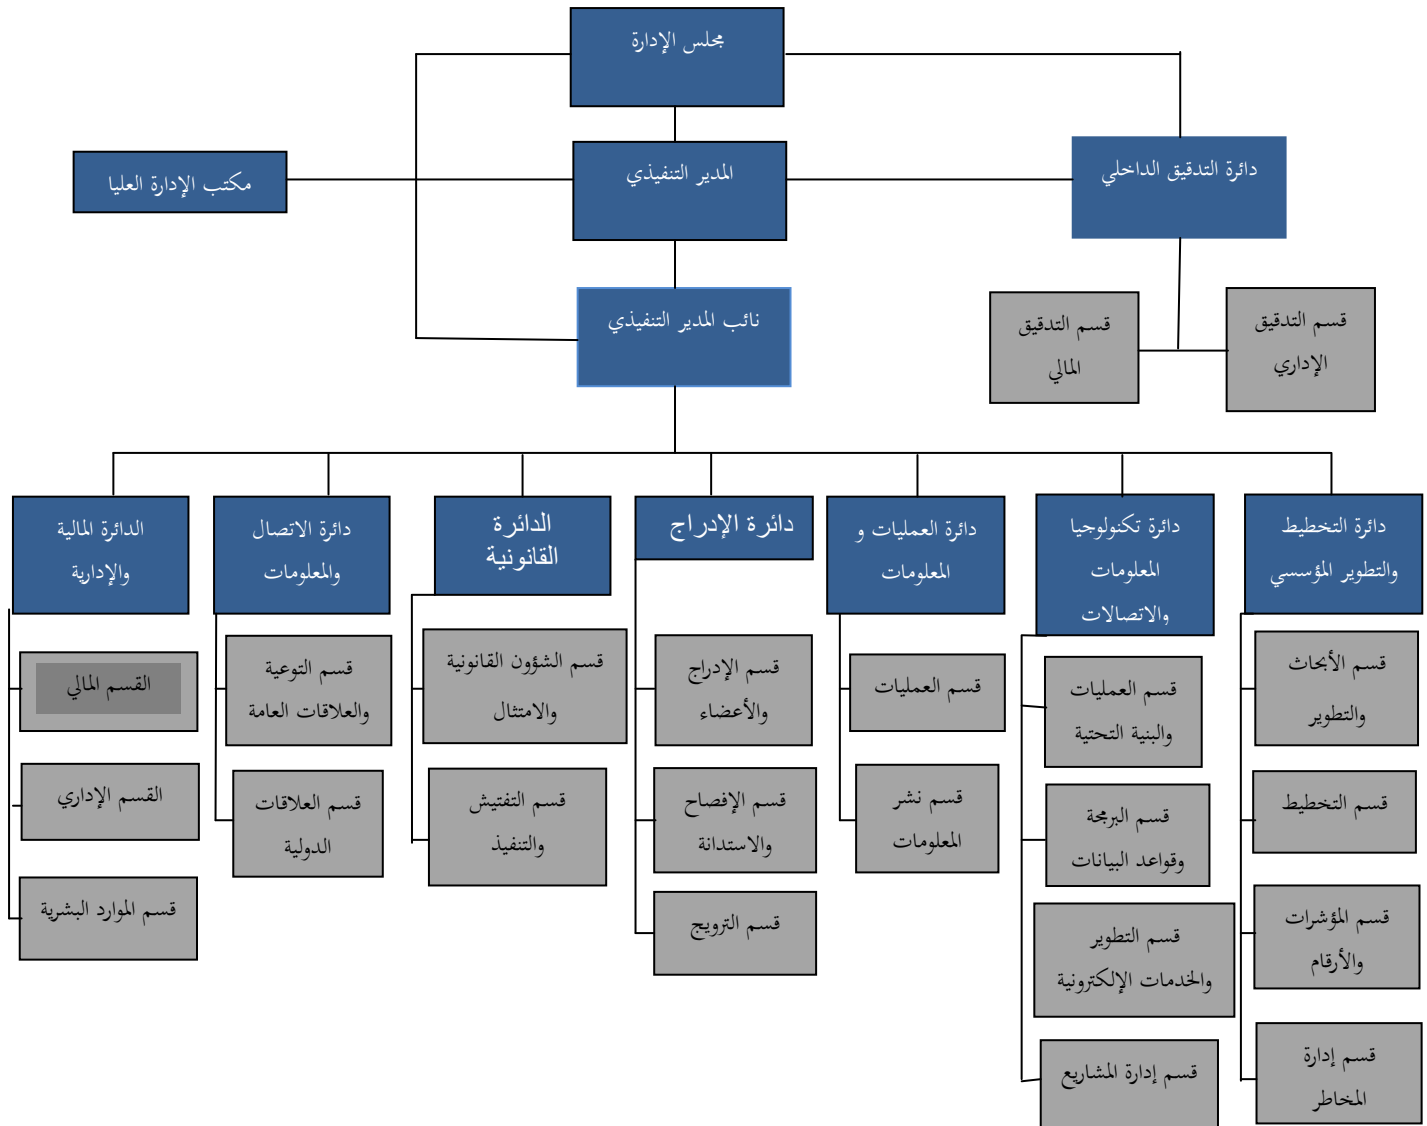 مجلس الإدارة
المدير التنفيذي
دائرة التدقيق الداخلي
مكتب الإدارة العليا
نائب المدير التنفيذي
قسم التدقيق
الإداري
قسم التدقيق
المالي
دائرة التخطيط
والتطوير المؤسسي
قسم الأبحاث
والتطوير
قسم التخطيط
قسم المؤشرات
والأرقام
قسم إدارة
المخاطر
دائرة تكنولوجيا
المعلومات
والاتصالات
قسم العمليات
والبنية التحتية
قسم البرمجة
وقواعد البيانات
قسم التطوير
والخدمات الإلكترونية
قسم إدارة المشاريع
دائرة العمليات و
المعلومات
قسم العمليات
قسم نشر
المعلومات
دائرة الإدراج
قسم الإدراج
والأعضاء
قسم الإفصاح
والاستدانة
قسم الترويج
الدائرة
القانونية
قسم الشؤون القانونية
والامتثال
قسم التفتيش
والتنفيذ
دائرة الاتصال
والمعلومات
قسم التوعية
والعلاقات العامة
قسم العلاقات
الدولية
الدائرة المالية
والإدارية
القسم المالي
القسم الإداري
قسم الموارد البشرية